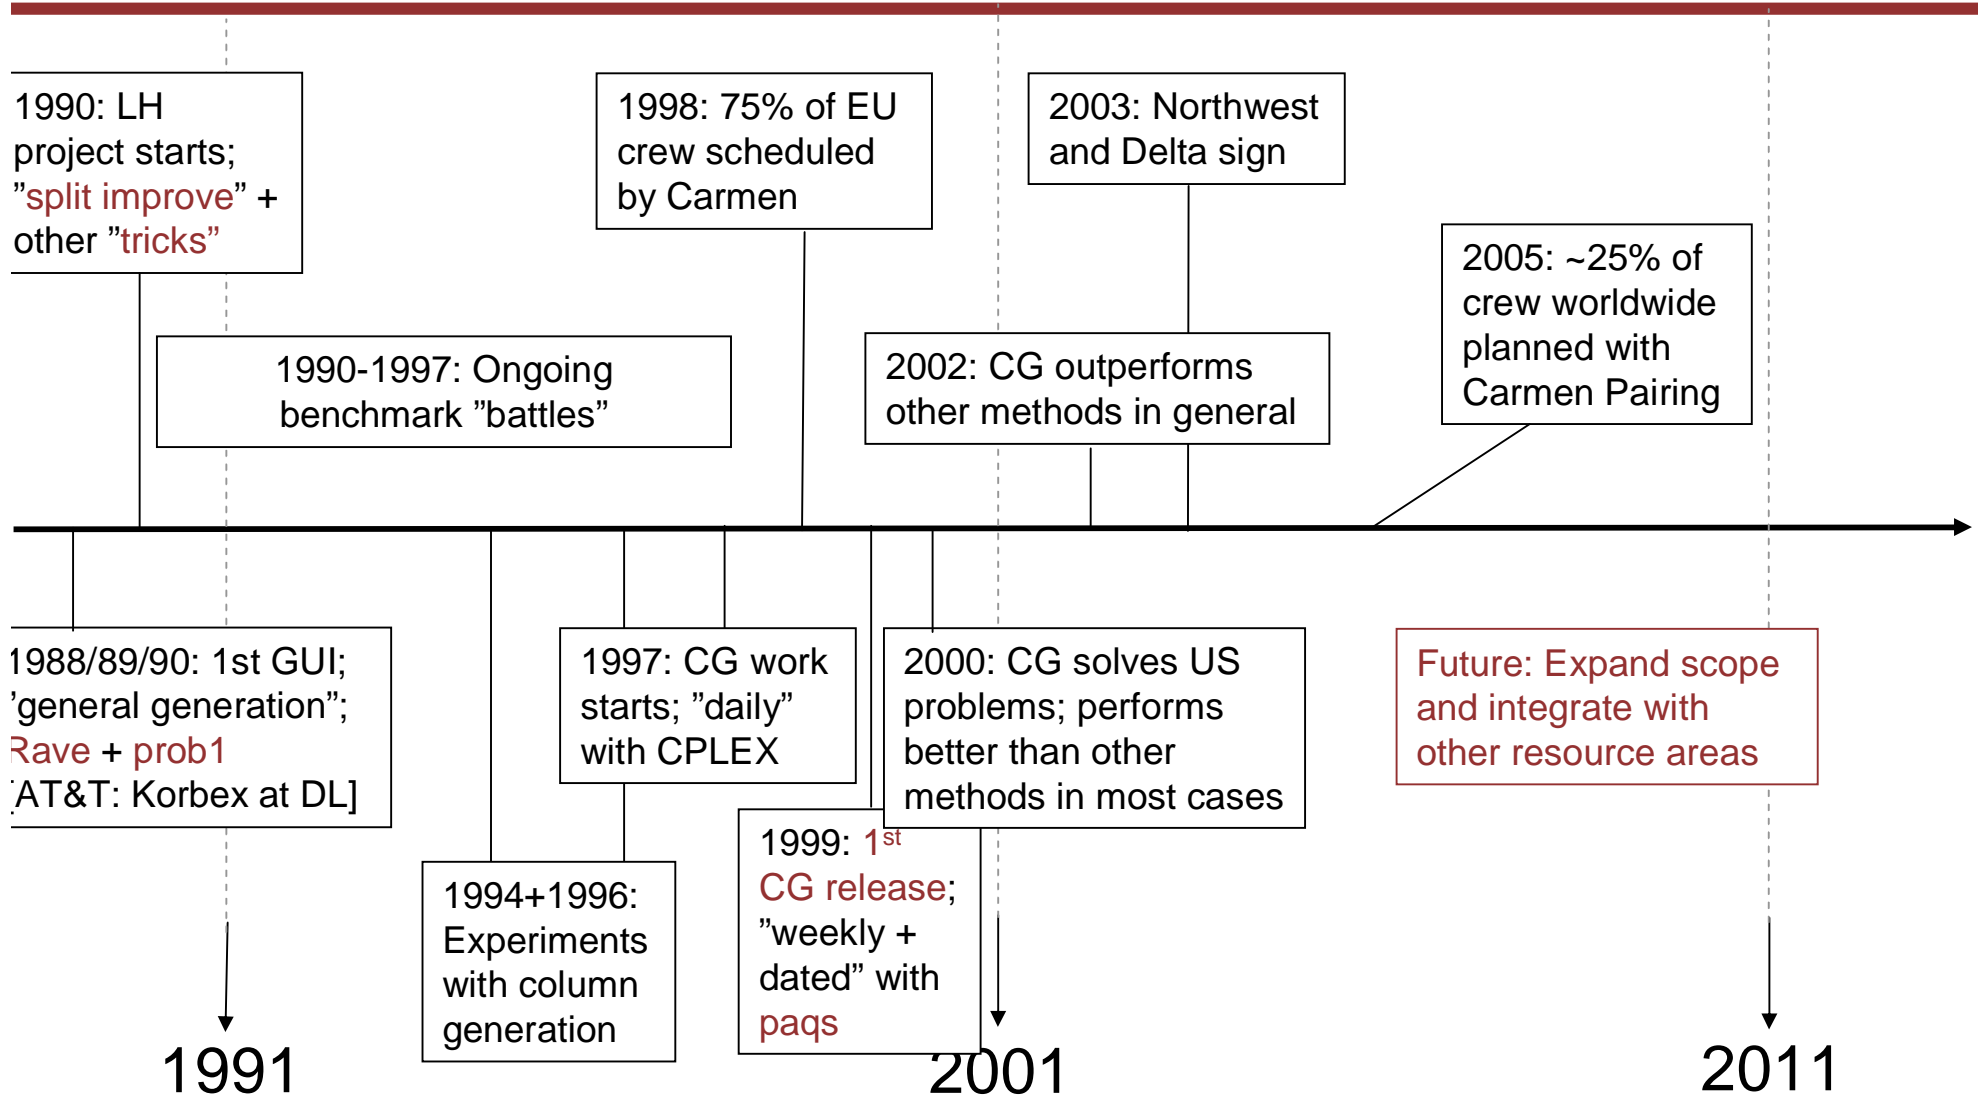 1990: LH
project starts;
”split improve” +
other ”tricks”
1998: 75% of EU
crew scheduled
by Carmen
2003: Northwest
and Delta sign
2005: ~25% of
crew worldwide
planned with
Carmen Pairing
1990-1997: Ongoing
benchmark ”battles”
2002: CG outperforms
other methods in general
1988/89/90: 1st GUI;
”general generation”;
Rave + prob1
[AT&T: Korbex at DL]
1997: CG work
starts; ”daily”
with CPLEX
2000: CG solves US
problems; performs
better than other
methods in most cases
Future: Expand scope
and integrate with
other resource areas
1994+1996:
Experiments
with column
generation
1999: 1st
CG release;
”weekly +
dated” with
paqs
1991
2001
2011